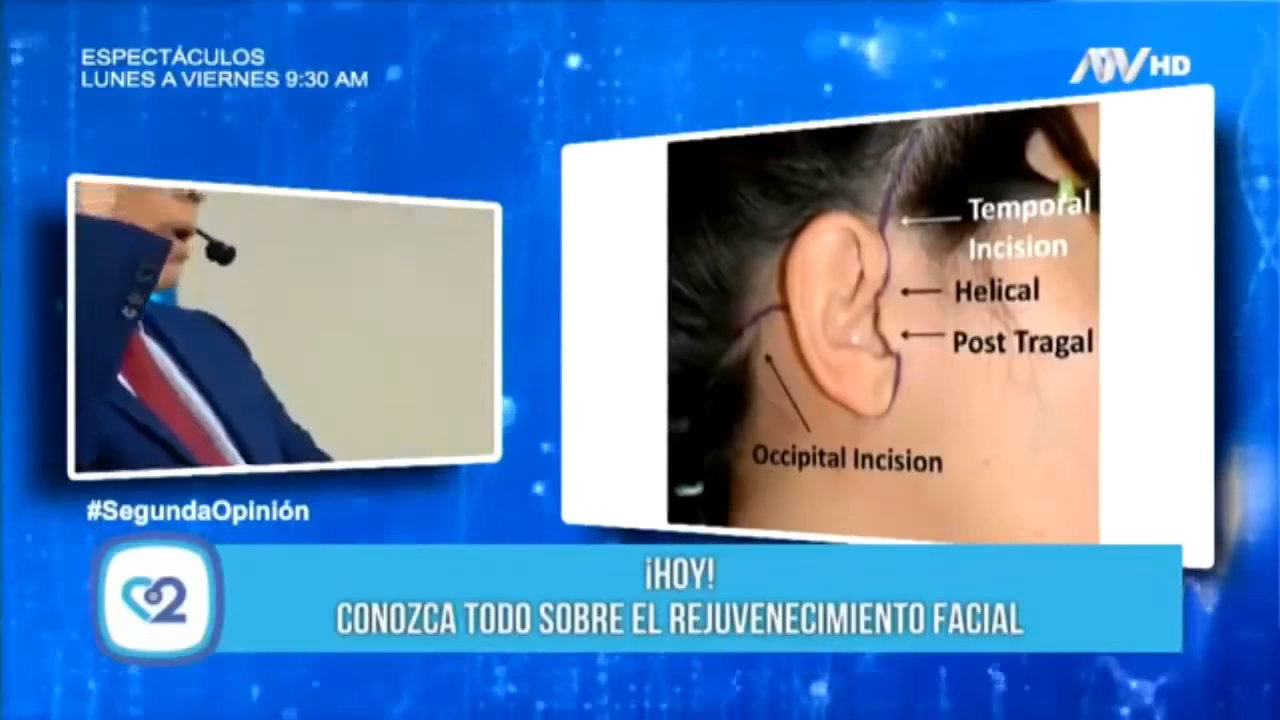 ESPECTÁCULOS
LUNES A VIERNES 9:30 AM
ATV HD
Temporal
Incision
Helical
Post Tragal
Occipital Incision
#SegundaOpinión
2
¡HOY!
CONOZCA TODO SOBRE EL REJUVENECIMIENTO FACIAL